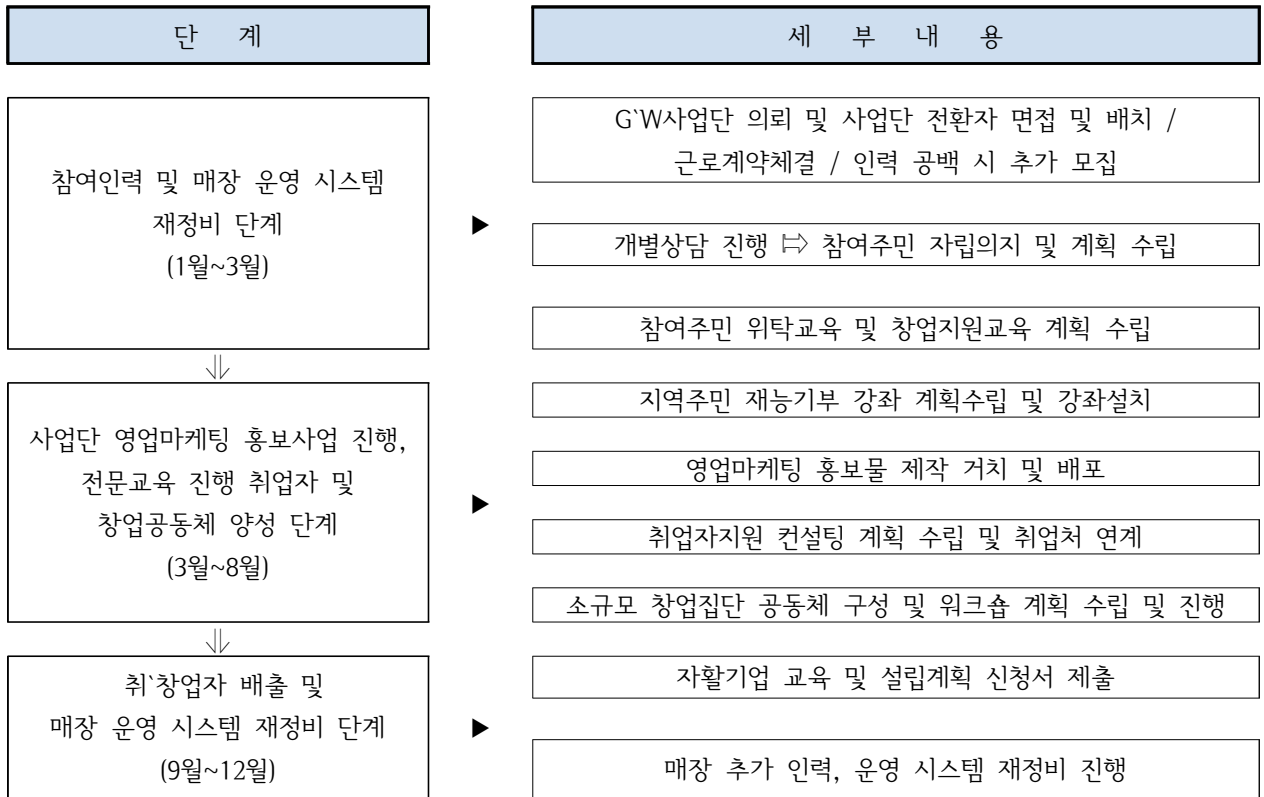 단 계
세 부 내 용
참여인력 및 매장 운영 시스템
재정비 단계
(1월~3월)
▶
G`W사업단 의뢰 및 사업단 전환자 면접 및 배치 /
근로계약체결 / 인력 공백 시 추가 모집
개별상담 진행 ⇨ 참여주민 자립의지 및 계획 수립
참여주민 위탁교육 및 창업지원교육 계획 수립
⇓
사업단 영업마케팅 홍보사업 진행,
전문교육 진행 취업자 및
창업공동체 양성 단계
(3월~8월)
▶
지역주민 재능기부 강좌 계획수립 및 강좌설치
영업마케팅 홍보물 제작 거치 및 배포
취업자지원 컨설팅 계획 수립 및 취업처 연계
소규모 창업집단 공동체 구성 및 워크숍 계획 수립 및 진행
⇓
취`창업자 배출 및
매장 운영 시스템 재정비 단계
(9월~12월)
▶
자활기업 교육 및 설립계획 신청서 제출
매장 추가 인력, 운영 시스템 재정비 진행